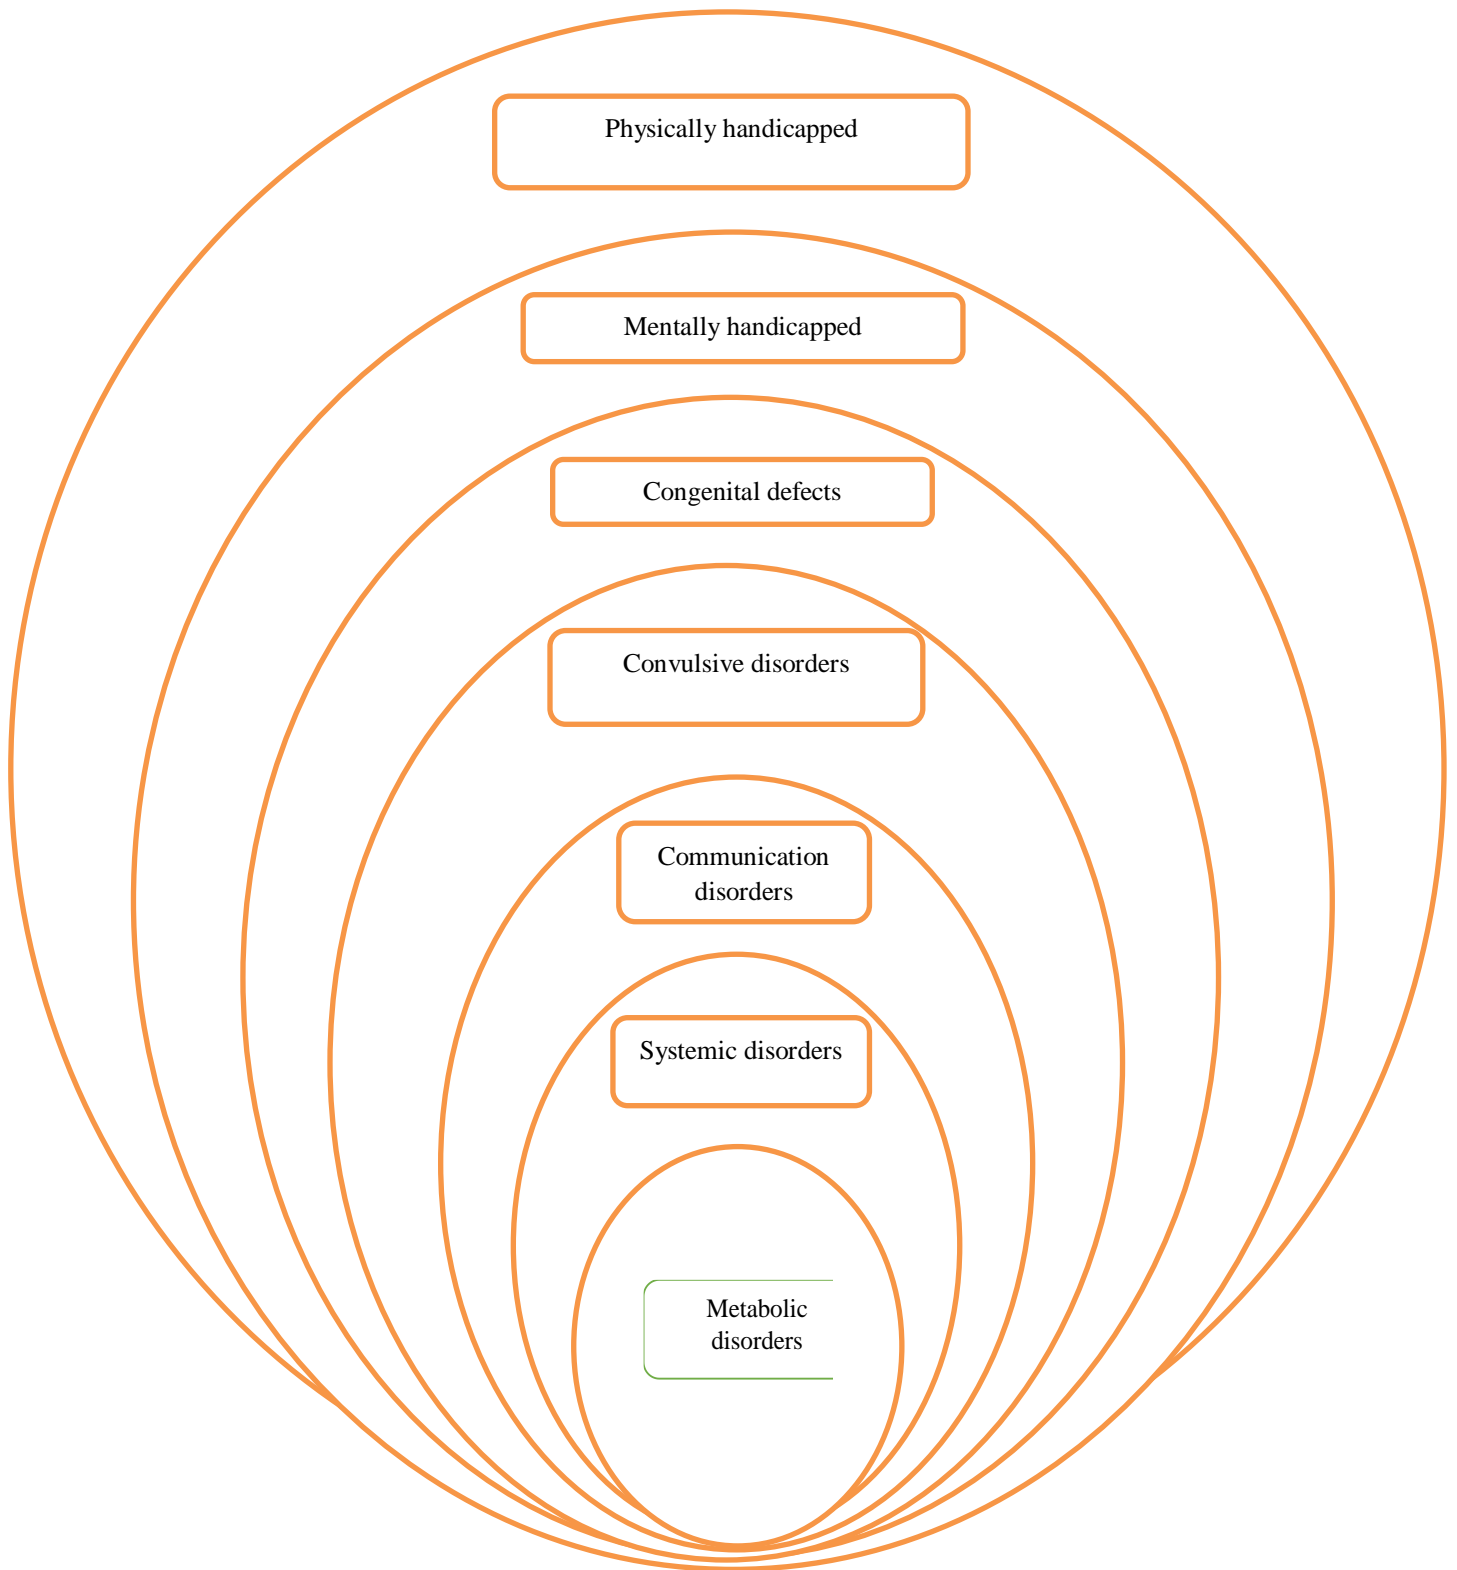 Physically handicapped
Mentally handicapped
Congenital defects
Convulsive disorders
Communication
disorders
Systemic disorders
Metabolic
disorders